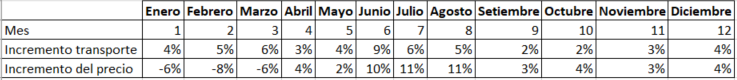 Enero Febrero Marzo Abril Mayo Junio Julio Agosto Setiembre Octubre Noviembre Diciembre
Mes 1 2 3 4 5 6 7 8 9 10 11 12
Incremento transporte 4% 5% 6% 3% 4% 9% 6% 5% 2% 2% 3% 4%
Incremento del precio -6% -8% -6% 4% 2% 10% 11% 11% 3% 4% 3% 4%